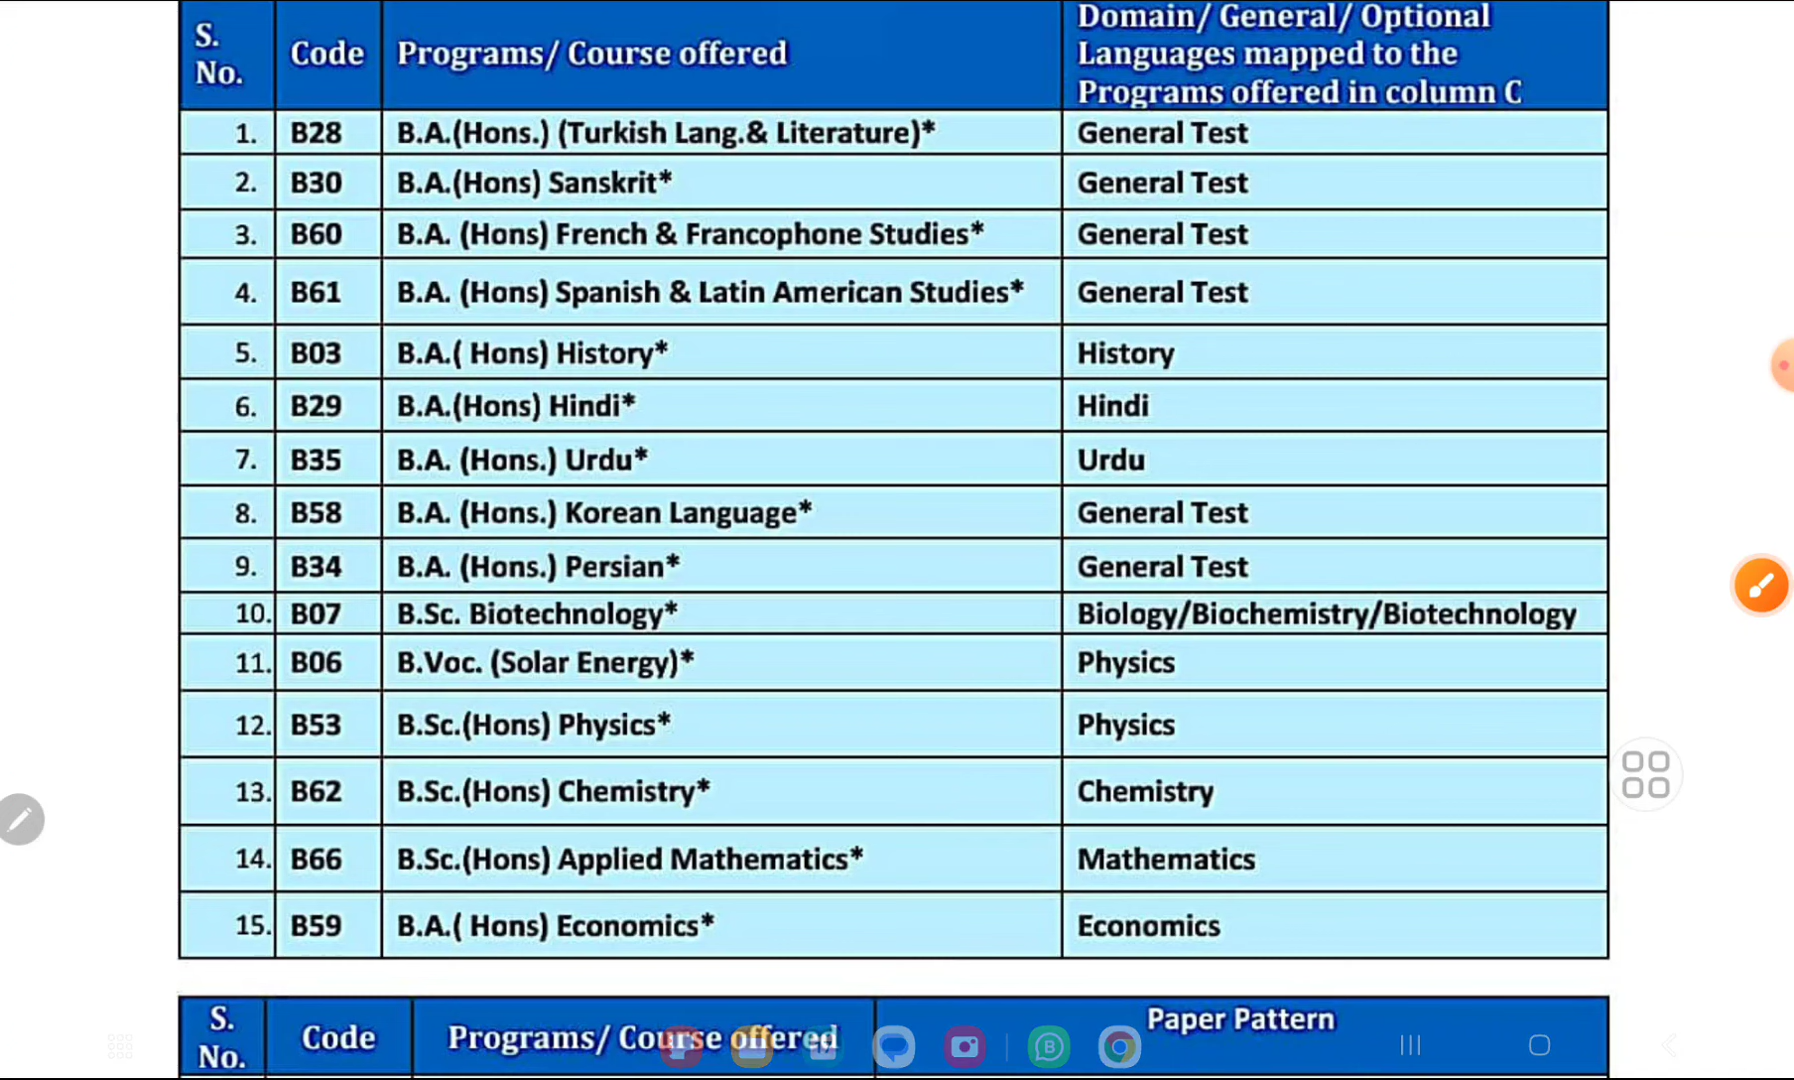 S. No. Code Programs/ Course offered Domain/ General/ Optional Languages mapped to the Programs offered in column C
1. B28 B.A.(Hons.) (Turkish Lang.& Literature)* General Test
2. B30 B.A.(Hons) Sanskrit* General Test
3. B60 B.A. (Hons) French & Francophone Studies* General Test
4. B61 B.A. (Hons) Spanish & Latin American Studies* General Test
5. B03 B.A.( Hons) History* History
6. B29 B.A.(Hons) Hindi* Hindi
7. B35 B.A. (Hons.) Urdu* Urdu
8. B58 B.A. (Hons.) Korean Language* General Test
9. B34 B.A. (Hons.) Persian* General Test
10. B07 B.Sc. Biotechnology* Biology/Biochemistry/Biotechnology
11. B06 B.Voc. (Solar Energy)* Physics
12. B53 B.Sc.(Hons) Physics* Physics
13. B62 B.Sc.(Hons) Chemistry* Chemistry
14. B66 B.Sc.(Hons) Applied Mathematics* Mathematics
15. B59 B.A.( Hons) Economics* Economics
S. No. Code Programs/ Course offered Paper Pattern